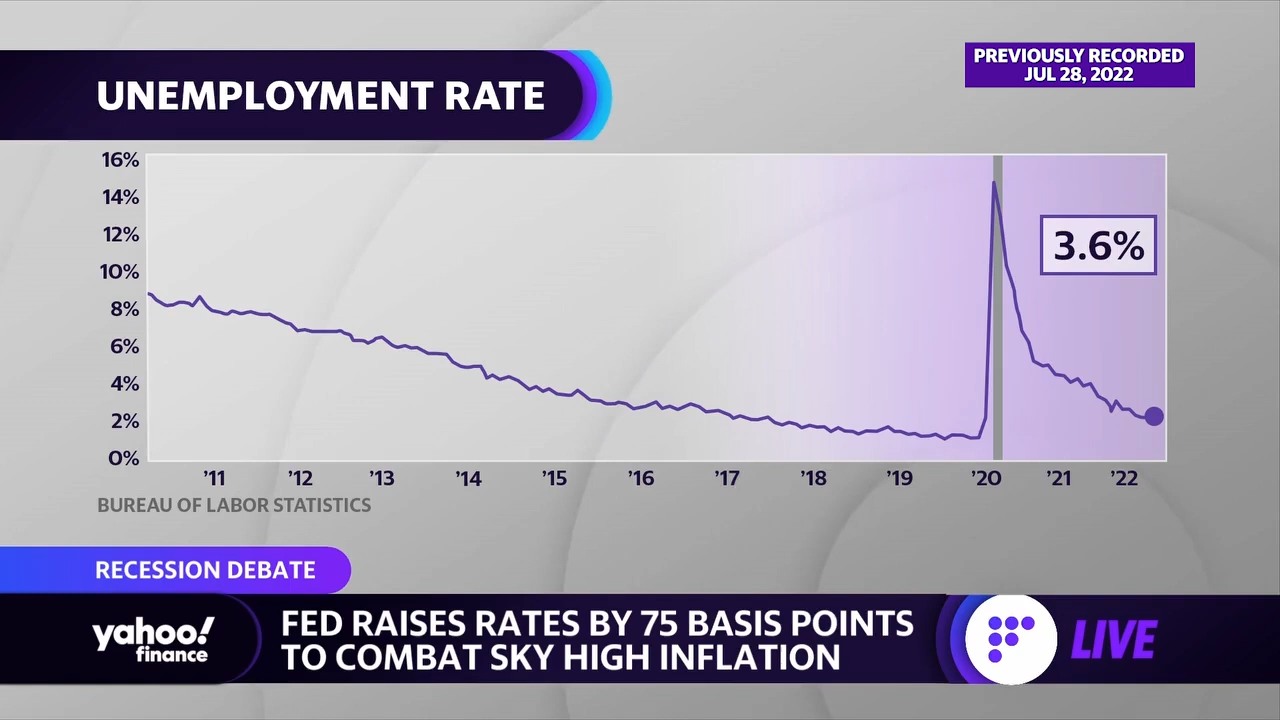 UNEMPLOYMENT RATE
PREVIOUSLY RECORDED
JUL 28, 2022
16%
14%
12%
10%
8%
6%
4%
2%
0%
3.6%
’11 ’12 ’13 ’14 ’15 ’16 ’17 ’18 ’19 ’20 ’21 ’22
BUREAU OF LABOR STATISTICS
RECESSION DEBATE
yahoo!
finance
FED RAISES RATES BY 75 BASIS POINTS
TO COMBAT SKY HIGH INFLATION
LIVE